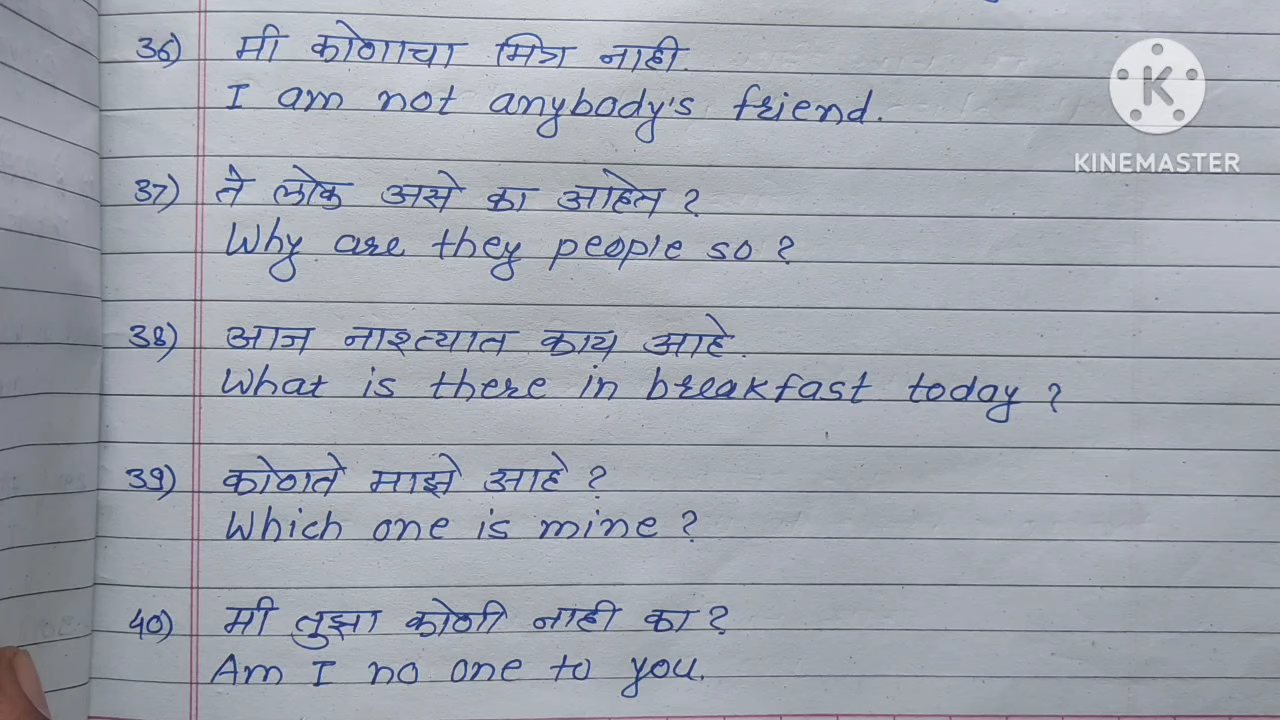 36) मी कोणाचा मित्र नाही.
I am not anybody's friend.
K
KINEMASTER
37) ते लोक असे का आहेत ?
Why are they people so ?
38) आज नाश्त्यात काय आहे.
What is there in breakfast today ?
39) कोणते माझे आहे ?
Which one is mine ?
40) मी तुझा कोणी नाही का ?
Am I no one to you.